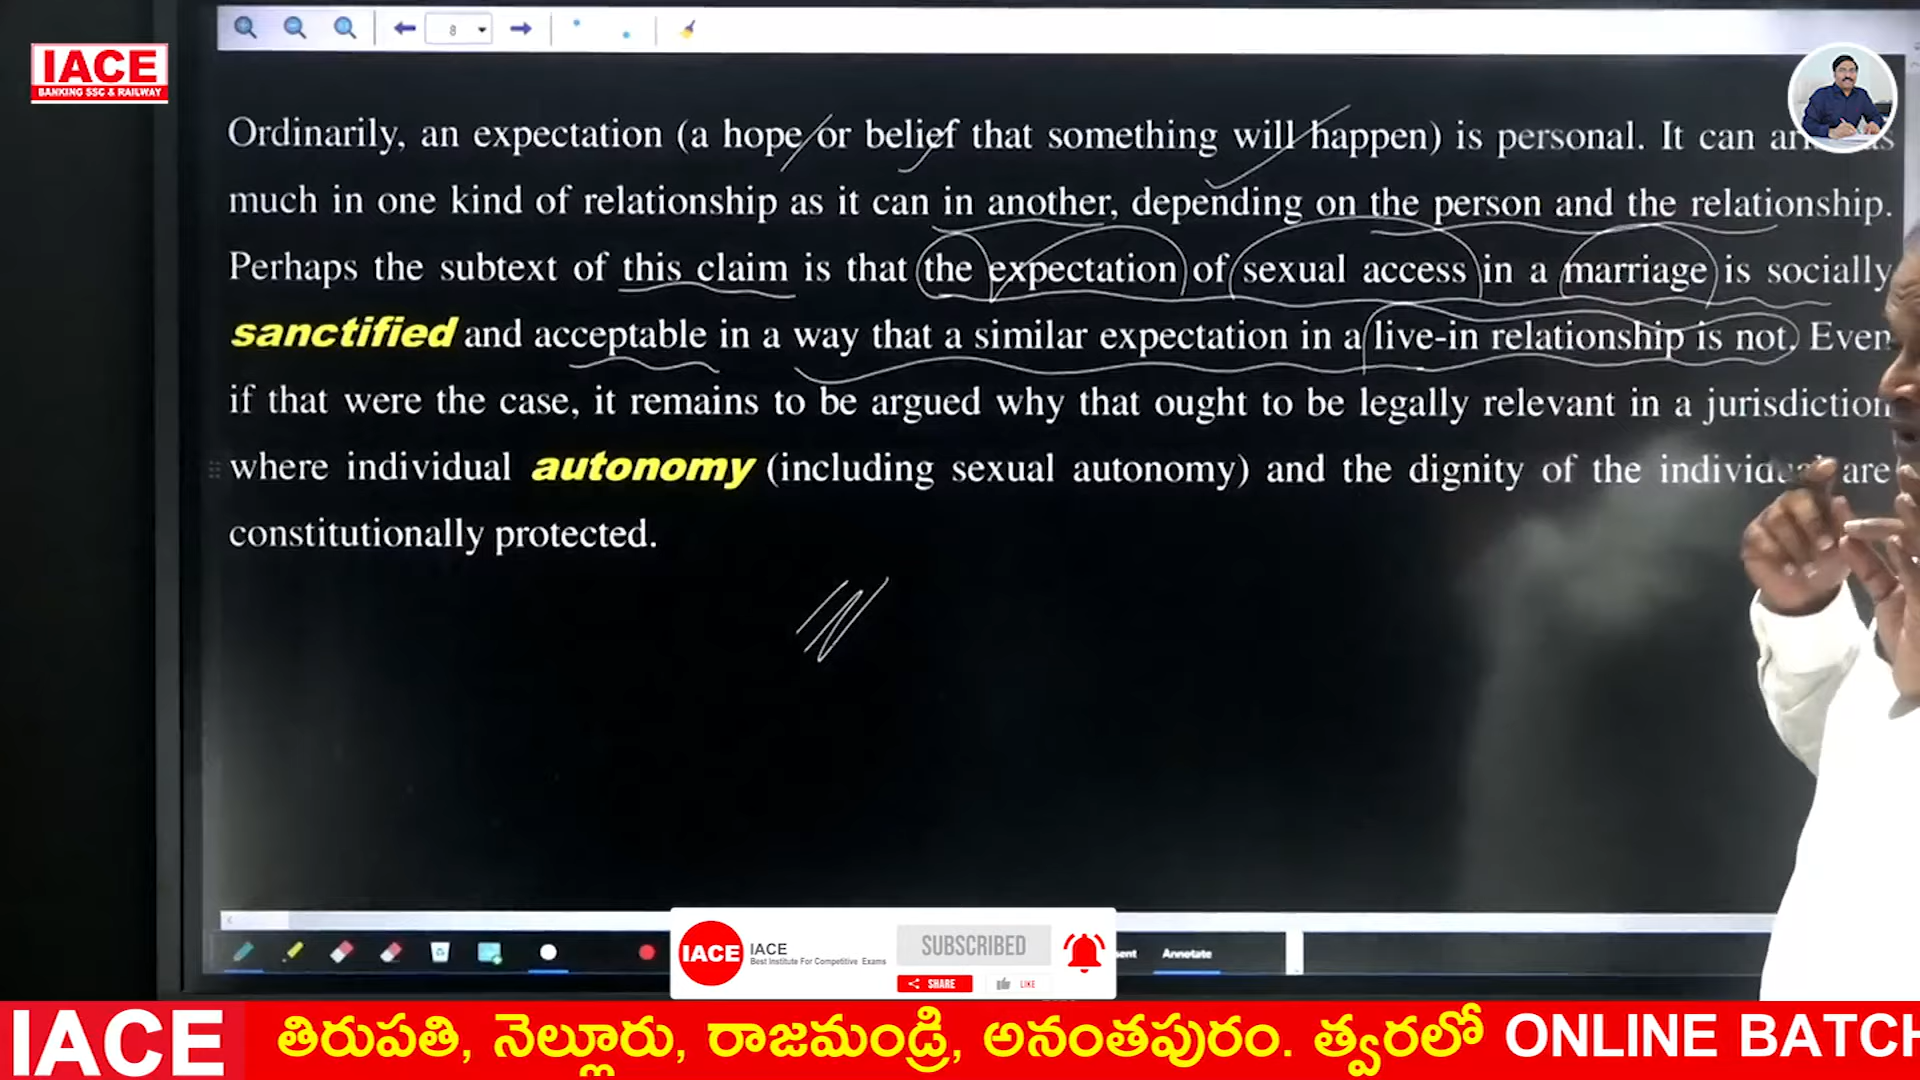 8
IACE
BANKING SSC & RAILWAY
Ordinarily, an expectation (a hope or belief that something will happen) is personal. It can
much in one kind of relationship as it can in another, depending on the person and the relationship.
Perhaps the subtext of this claim is that the expectation of sexual access in a marriage is socially
sanctified and acceptable in a way that a similar expectation in a live-in relationship is not. Even
if that were the case, it remains to be argued why that ought to be legally relevant in a jurisdiction
where individual autonomy (including sexual autonomy) and the dignity of the individual are
constitutionally protected.
IACE
IACE
Best Institute For Competitive Exams
SUBSCRIBED
SHARE
LIKE
Annotate
IACE తిరుపతి, నెల్లూరు, రాజమండ్రి, అనంతపురం. త్వరలో ONLINE BATCH